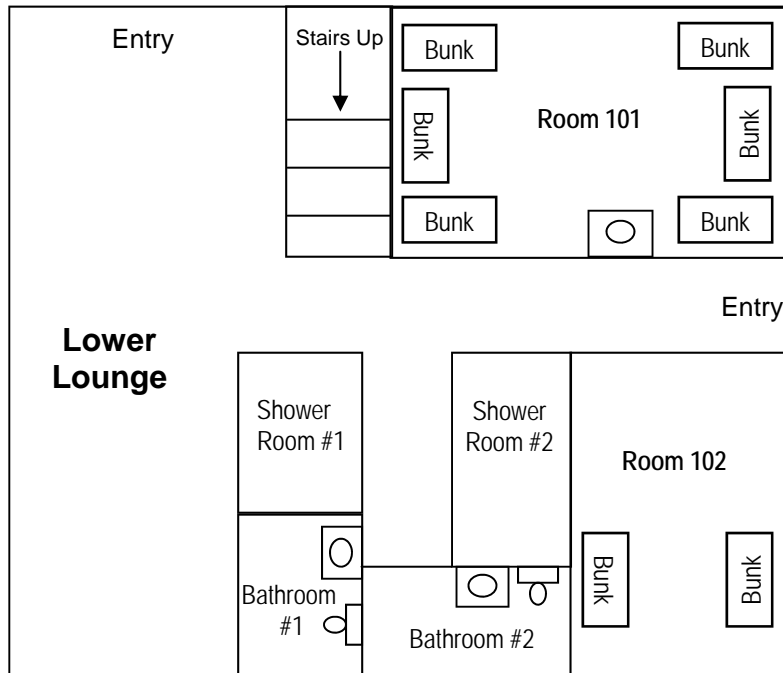 Entry
Stairs Up
Bunk
Bunk
Bunk
Room 101
Bunk
Bunk
Bunk
Entry
Lower
Lounge
Shower
Room #1
Shower
Room #2
Room 102
Bunk
Bunk
Bathroom
#1
Bathroom #2